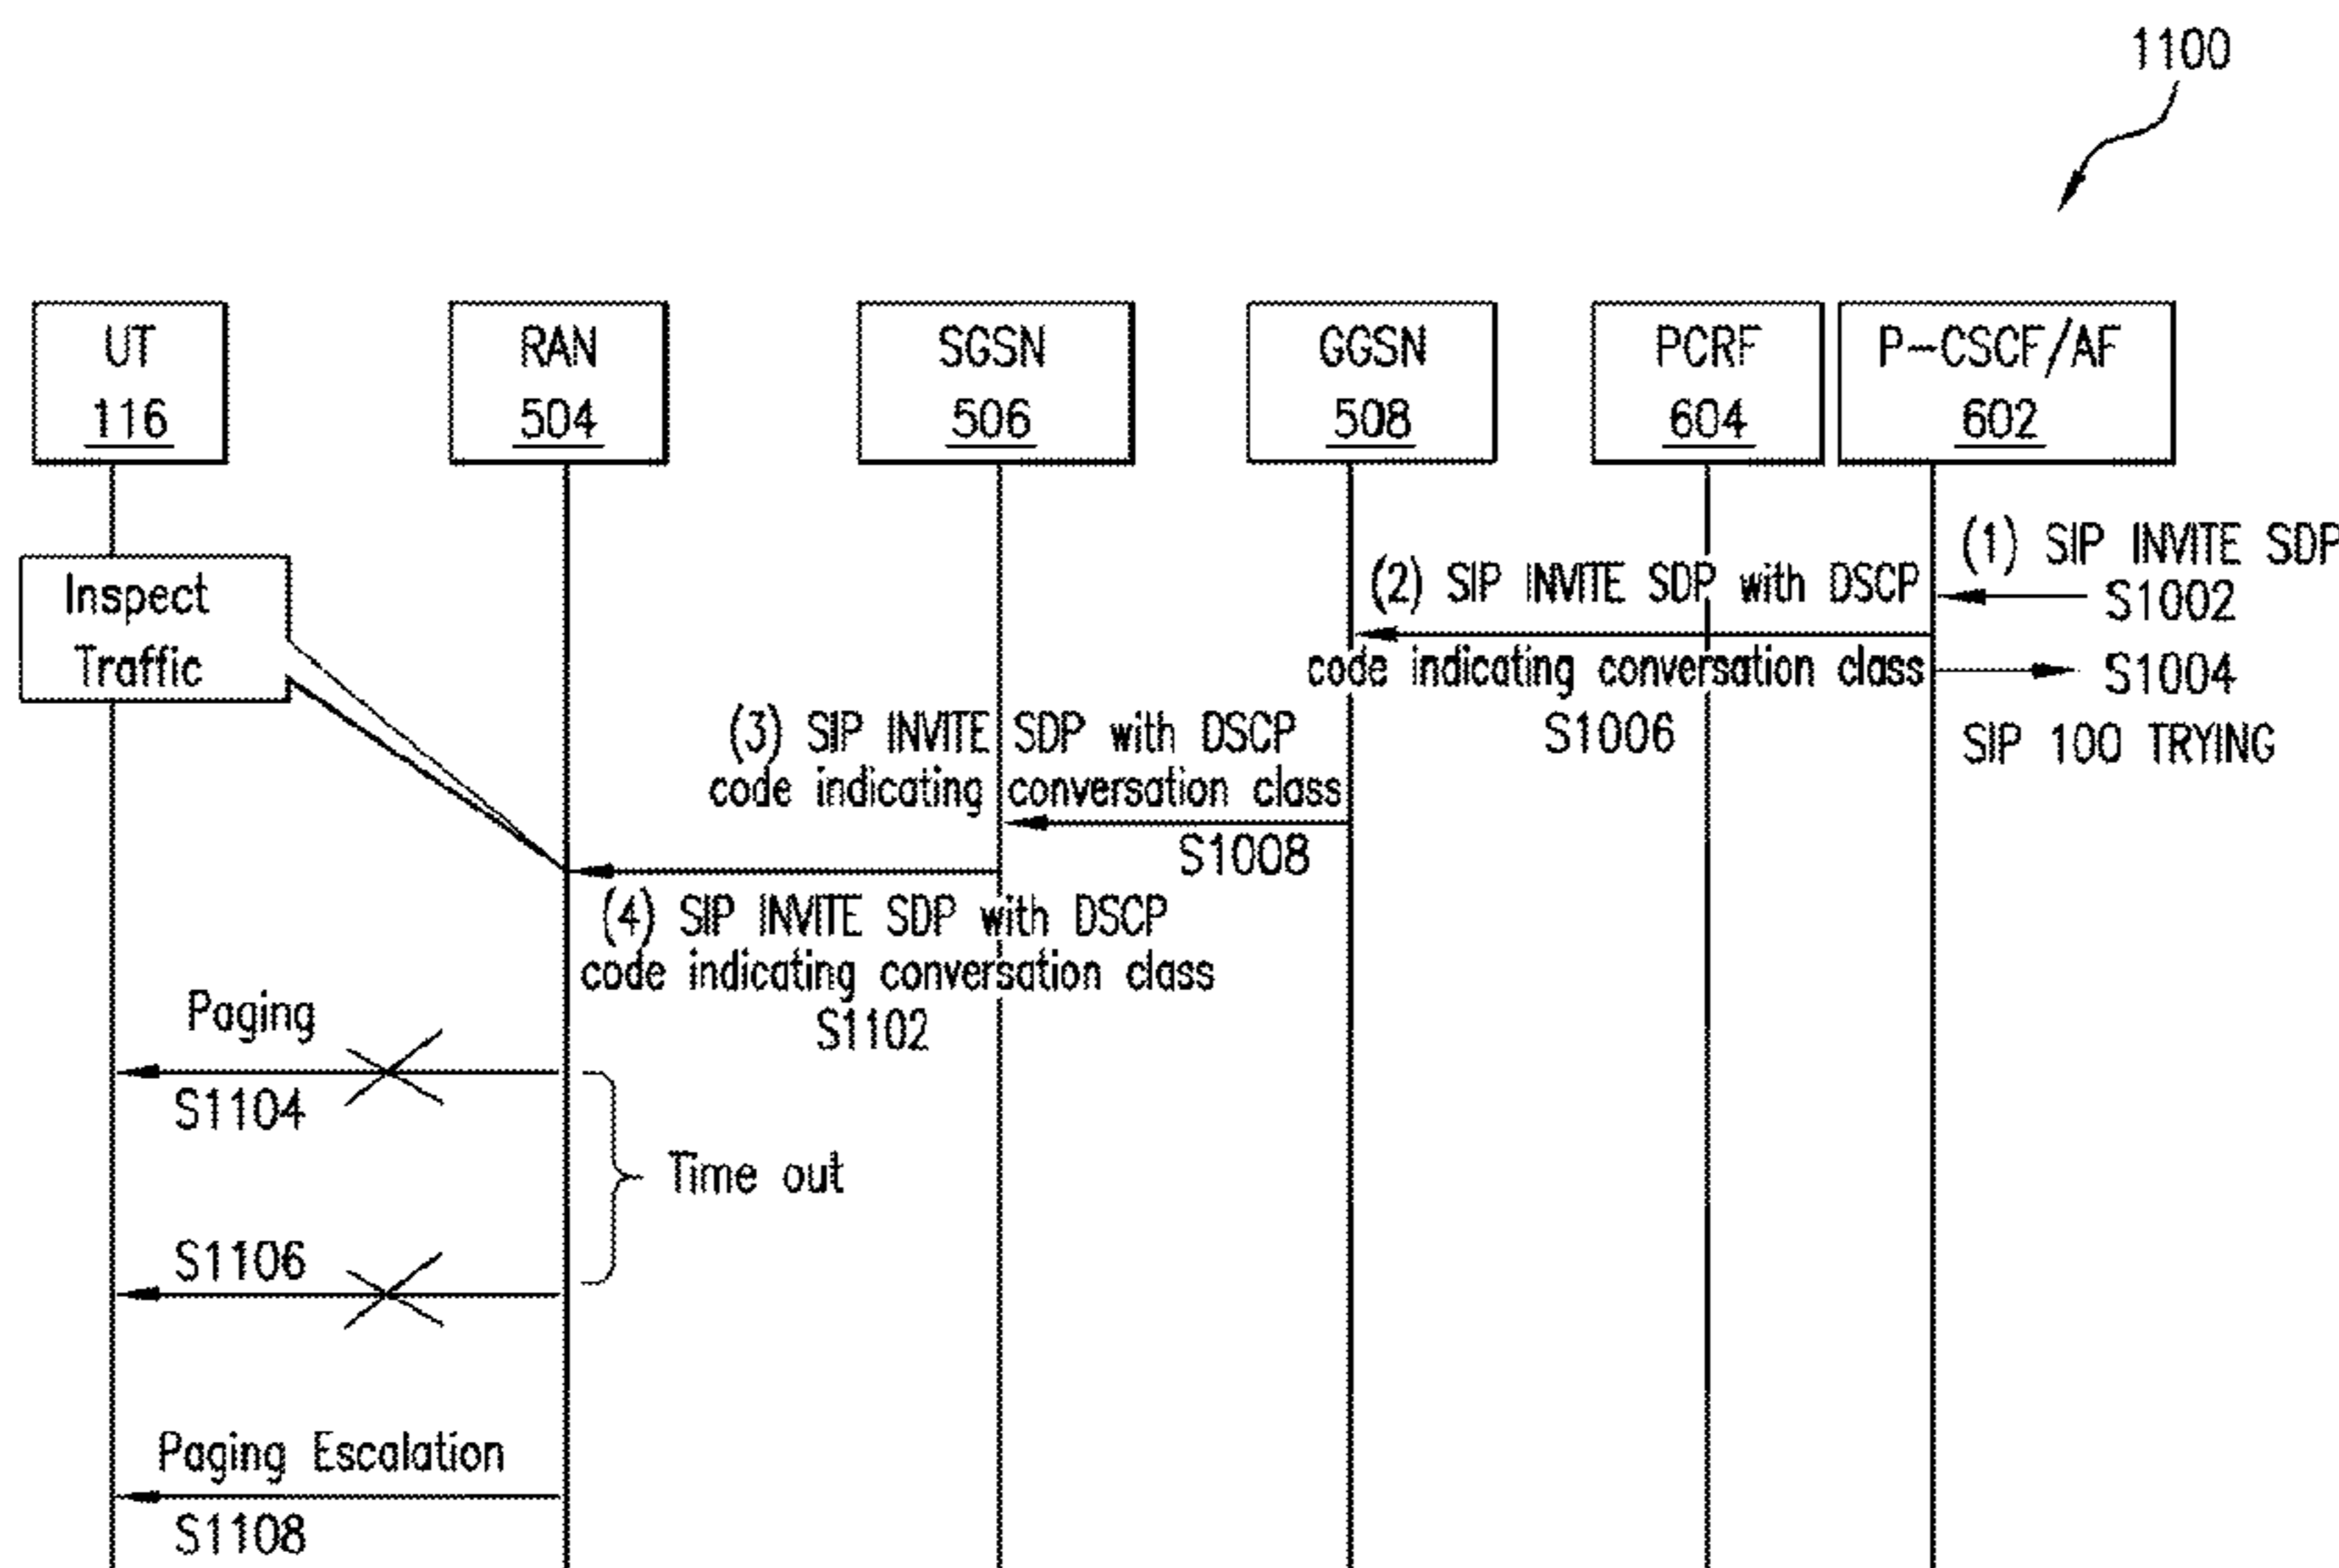 1100
UT
116
RAN
504
SGSN
506
GGSN
508
PCRF
604
P-CSCF/AF
602
(1) SIP INVITE SDP
S1002
(2) SIP INVITE SDP with DSCP
code indicating conversation class
S1006
S1004
SIP 100 TRYING
Inspect
Traffic
(3) SIP INVITE SDP with DSCP
code indicating conversation class
S1008
(4) SIP INVITE SDP with DSCP
code indicating conversation class
S1102
Paging
S1104
Time out
S1106
Paging Escalation
S1108